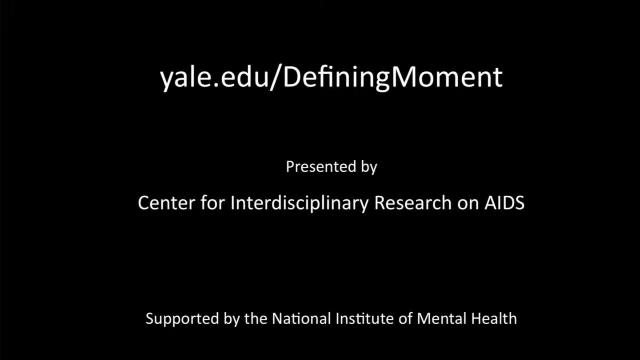 yale.edu/DefiningMoment
Presented by
Center for Interdisciplinary Research on AIDS
Supported by the National Institute of Mental Health